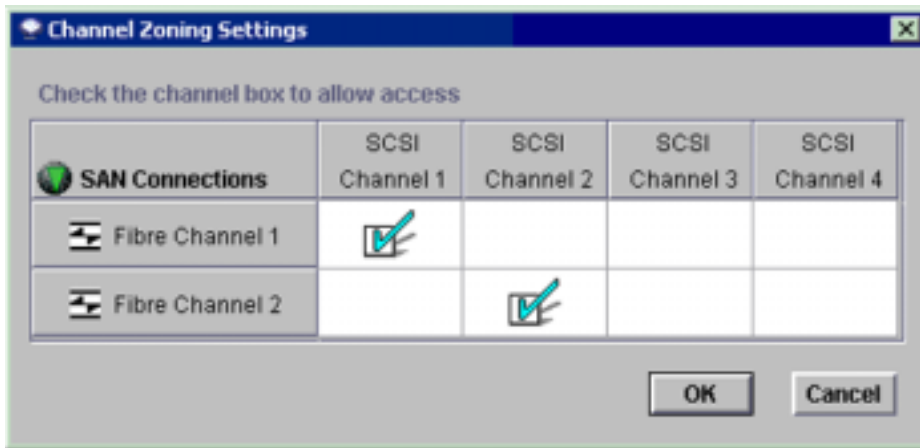 Channel Zoning Settings
Check the channel box to allow access
SAN Connections
SCSI Channel 1
SCSI Channel 2
SCSI Channel 3
SCSI Channel 4
Fibre Channel 1
Fibre Channel 2
OK
Cancel